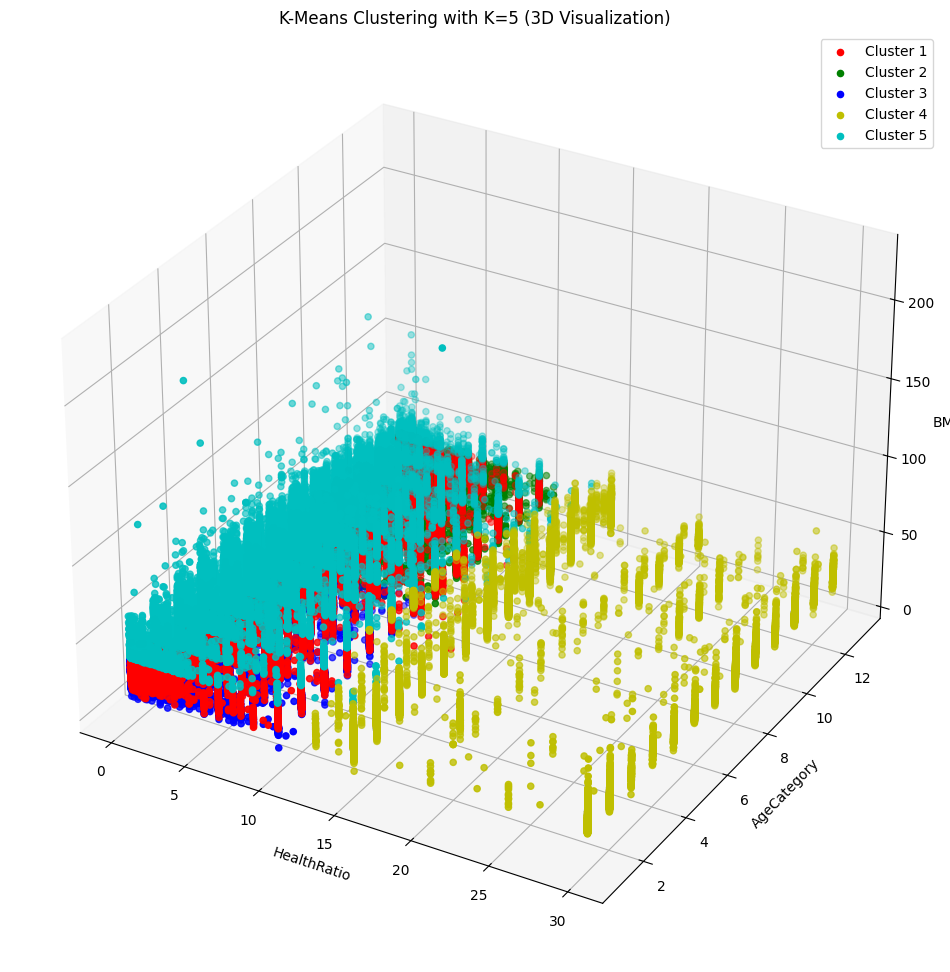 K-Means Clustering with K=5 (3D Visualization)
Cluster 1
Cluster 2
Cluster 3
Cluster 4
Cluster 5
200
150
100
50
0
BM
12
10
8
6
4
2
AgeCategory
0
5
10
15
20
25
30
HealthRatio